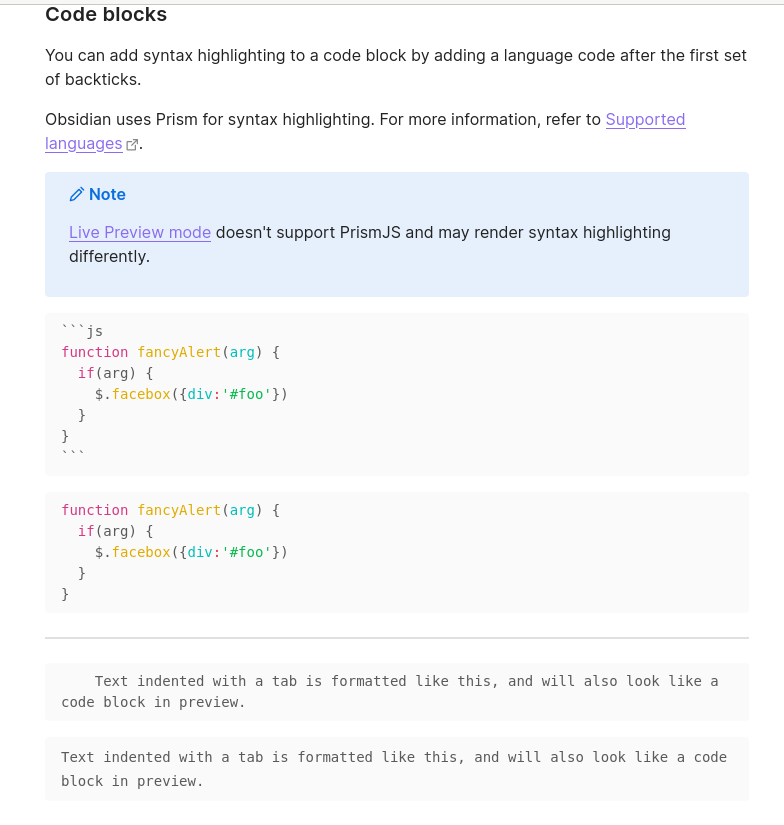 Code blocks
You can add syntax highlighting to a code block by adding a language code after the first set
of backticks.
Obsidian uses Prism for syntax highlighting. For more information, refer to Supported
languages.
Note
Live Preview mode doesn't support PrismJS and may render syntax highlighting
differently.
```js
function fancyAlert(arg) {
  if(arg) {
    $.facebox({div:'#foo'})
  }
}
```
function fancyAlert(arg) {
  if(arg) {
    $.facebox({div:'#foo'})
  }
}
    Text indented with a tab is formatted like this, and will also look like a
code block in preview.
Text indented with a tab is formatted like this, and will also look like a code
block in preview.